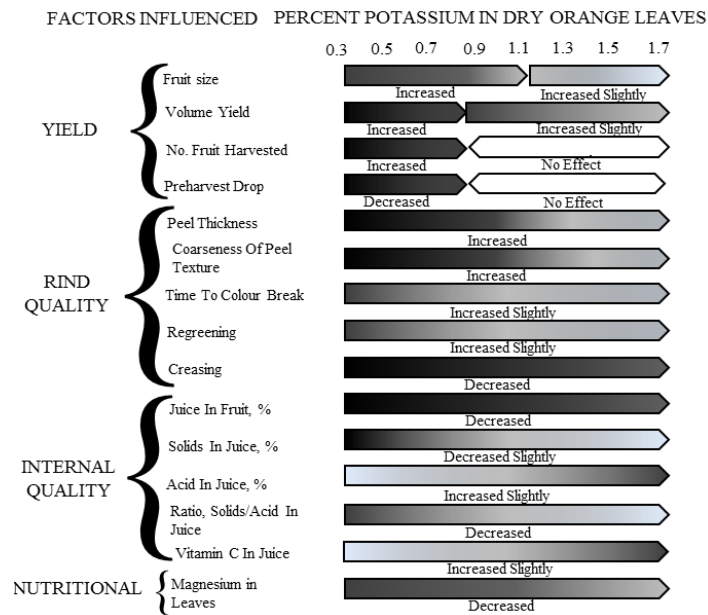 FACTORS INFLUENCED PERCENT POTASSIUM IN DRY ORANGE LEAVES
0.3 0.5 0.7 0.9 1.1 1.3 1.5 1.7
YIELD
Fruit size
Increased Increased Slightly
Volume Yield
Increased Increased Slightly
No. Fruit Harvested
Increased No Effect
Preharvest Drop
Decreased No Effect
RIND
QUALITY
Peel Thickness
Increased
Coarseness Of Peel
Texture
Increased
Time To Colour Break
Increased Slightly
Regreening
Increased Slightly
Creasing
Decreased
INTERNAL
QUALITY
Juice In Fruit, %
Decreased
Solids In Juice, %
Decreased Slightly
Acid In Juice, %
Increased Slightly
Ratio, Solids/Acid In
Juice
Decreased
Vitamin C In Juice
Increased Slightly
NUTRITIONAL
Magnesium in
Leaves
Decreased